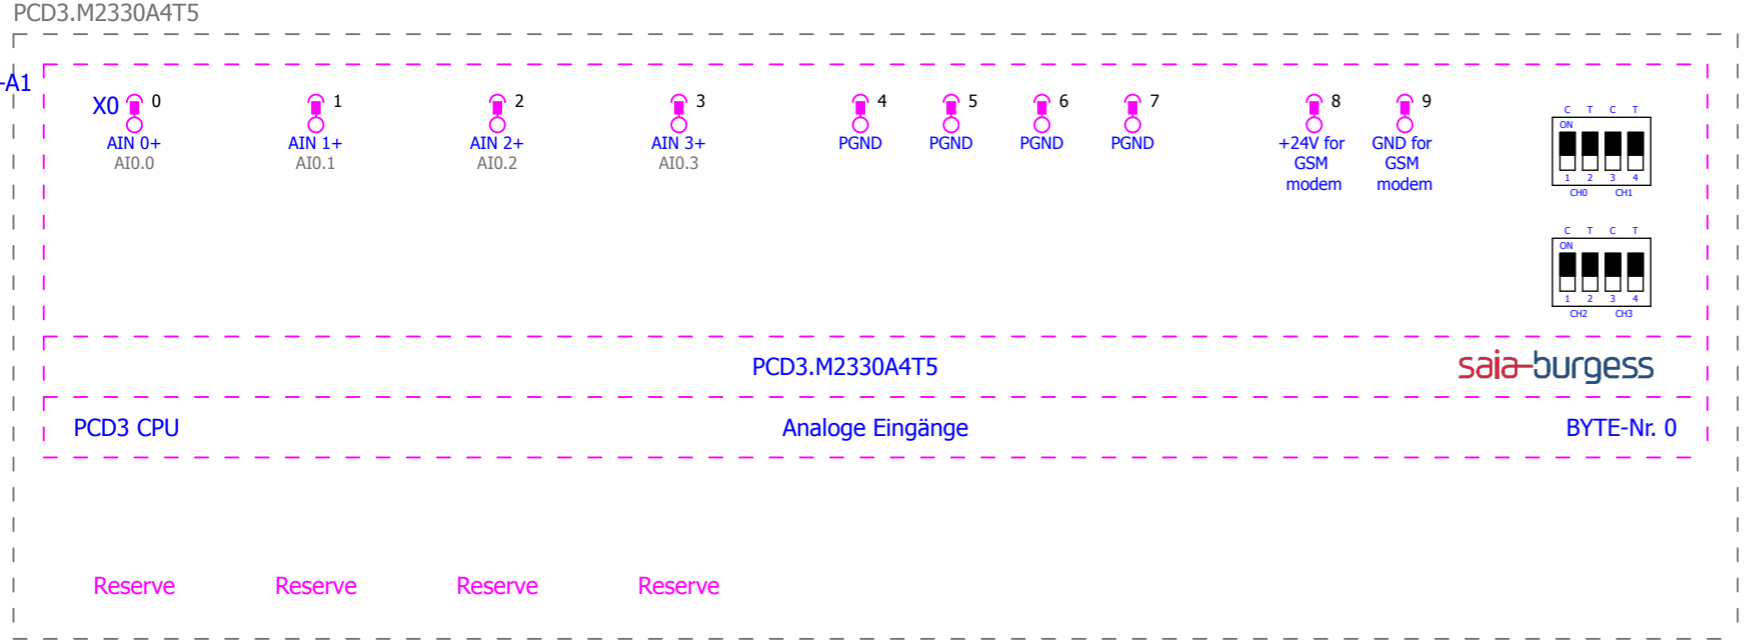 PCD3.M2330A4T5
-A1
X0 0 1 2 3 4 5 6 7 8 9
AIN 0+ AIN 1+ AIN 2+ AIN 3+ PGND PGND PGND PGND +24V for GND for
AI0.0 AI0.1 AI0.2 AI0.3 GSM GSM
modem modem
C T C T
ON
1 2 3 4
CH0 CH1
C T C T
ON
1 2 3 4
CH2 CH3
PCD3.M2330A4T5 saia-burgess
PCD3 CPU Analoge Eingänge BYTE-Nr. 0
Reserve Reserve Reserve Reserve